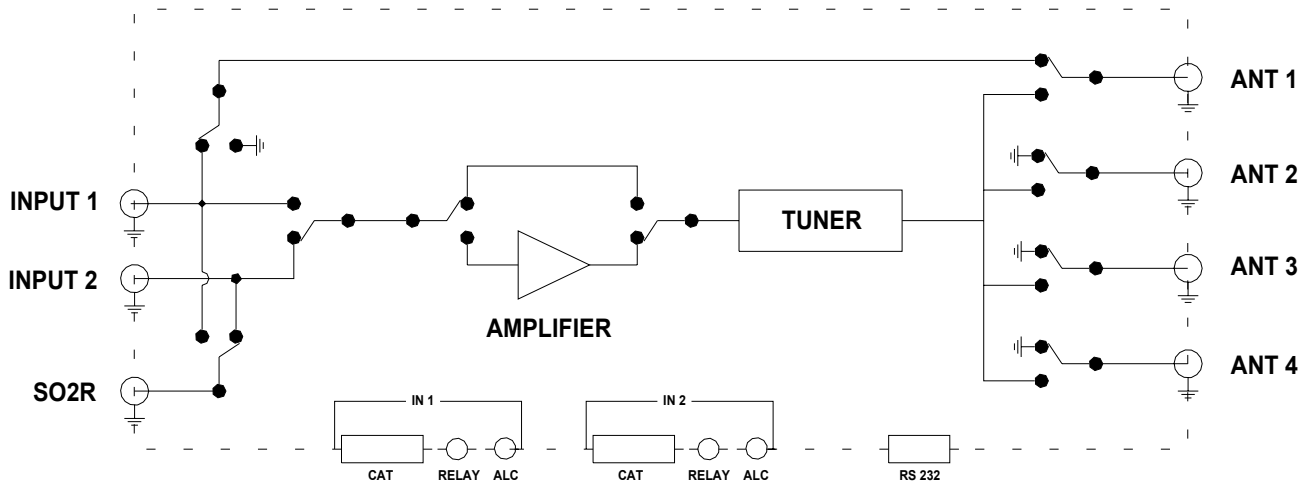 ANT 1
ANT 2
INPUT 1
TUNER
INPUT 2
ANT 3
AMPLIFIER
ANT 4
SO2R
IN 1
IN 2
CAT RELAY ALC
CAT RELAY ALC
RS 232